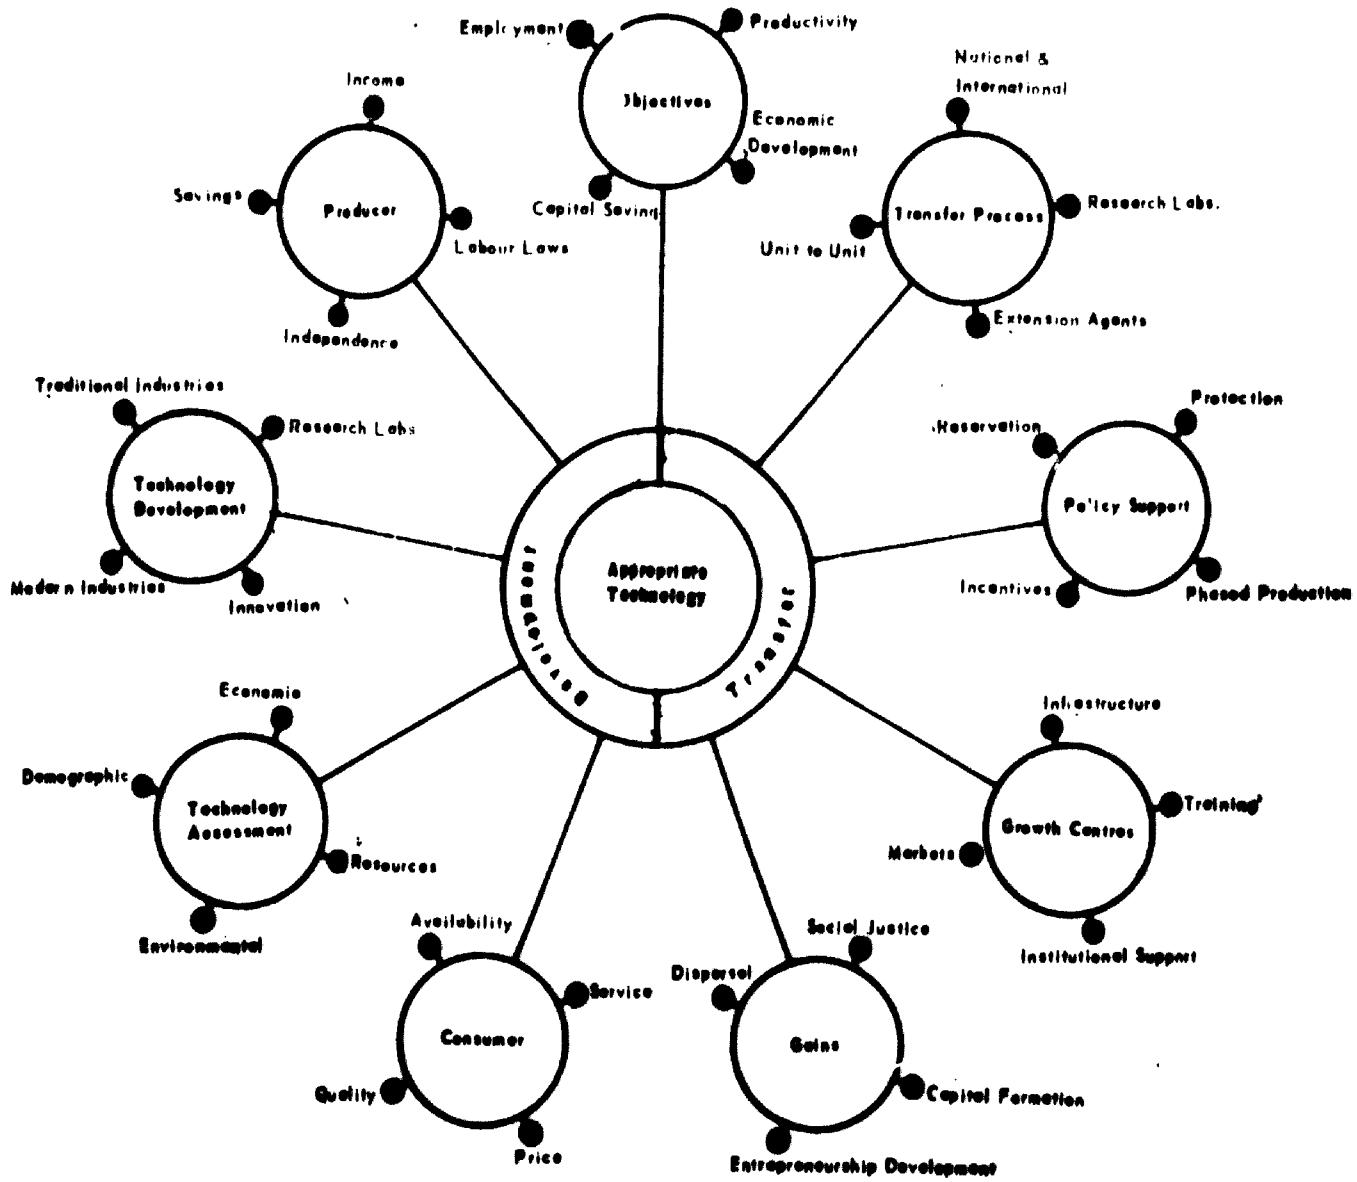 Employment
Productivity
Objectives
Economic
Development
Capital Saving
National &
International
Transfer Process
Research Labs.
Unit to Unit
Extension Agents
Income
Savings
Producer
Labour Laws
Independence
Traditional Industries
Research Labs
Technology
Development
Modern Industries
Innovation
Reservation
Protection
Policy Support
Incentives
Phased Production
Appropriate
Technology
Development
Transfer
Economic
Demographic
Technology
Assessment
Resources
Environmental
Infrastructure
Training
Growth Centres
Markets
Institutional Support
Availability
Service
Consumer
Quality
Price
Social Justice
Dispersal
Gains
Capital Formation
Entrepreneurship Development